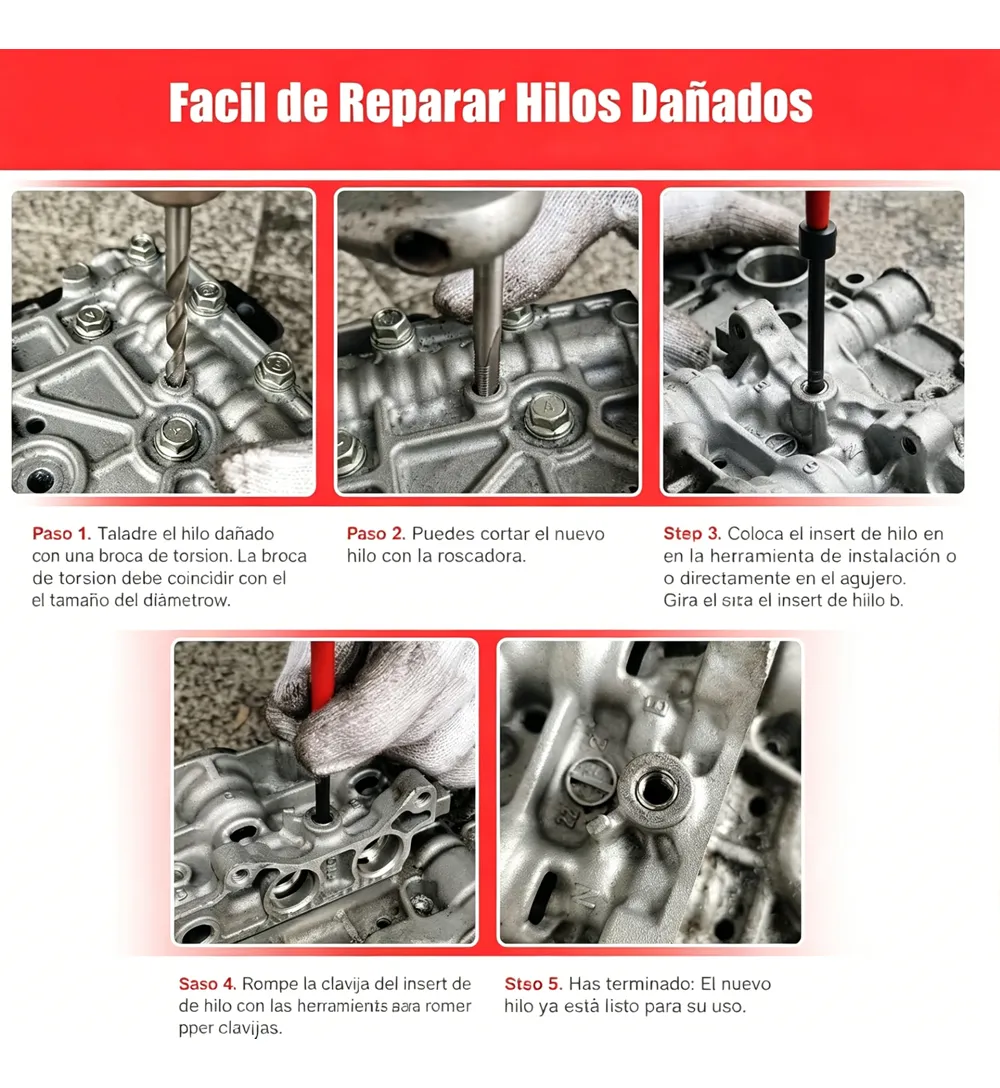 Facil de Reparar Hilos Dañados
Paso 1. Taladre el hilo dañado
con una broca de torsion. La broca
de torsion debe coincidir con el
el tamaño del díámetrow.
Paso 2. Puedes cortar el nuevo
hilo con la roscadora.
Step 3. Coloca el insert de hilo en
en la herramienta de instalación o
o directamente en el agujero.
Gira el el insert de hiilo b.
Saso 4. Rompe la clavija del insert de
de hilo con las herramients romer
pper clavijas.
Stso 5. Has terminado: El nuevo
hilo ya está listo para su uso.